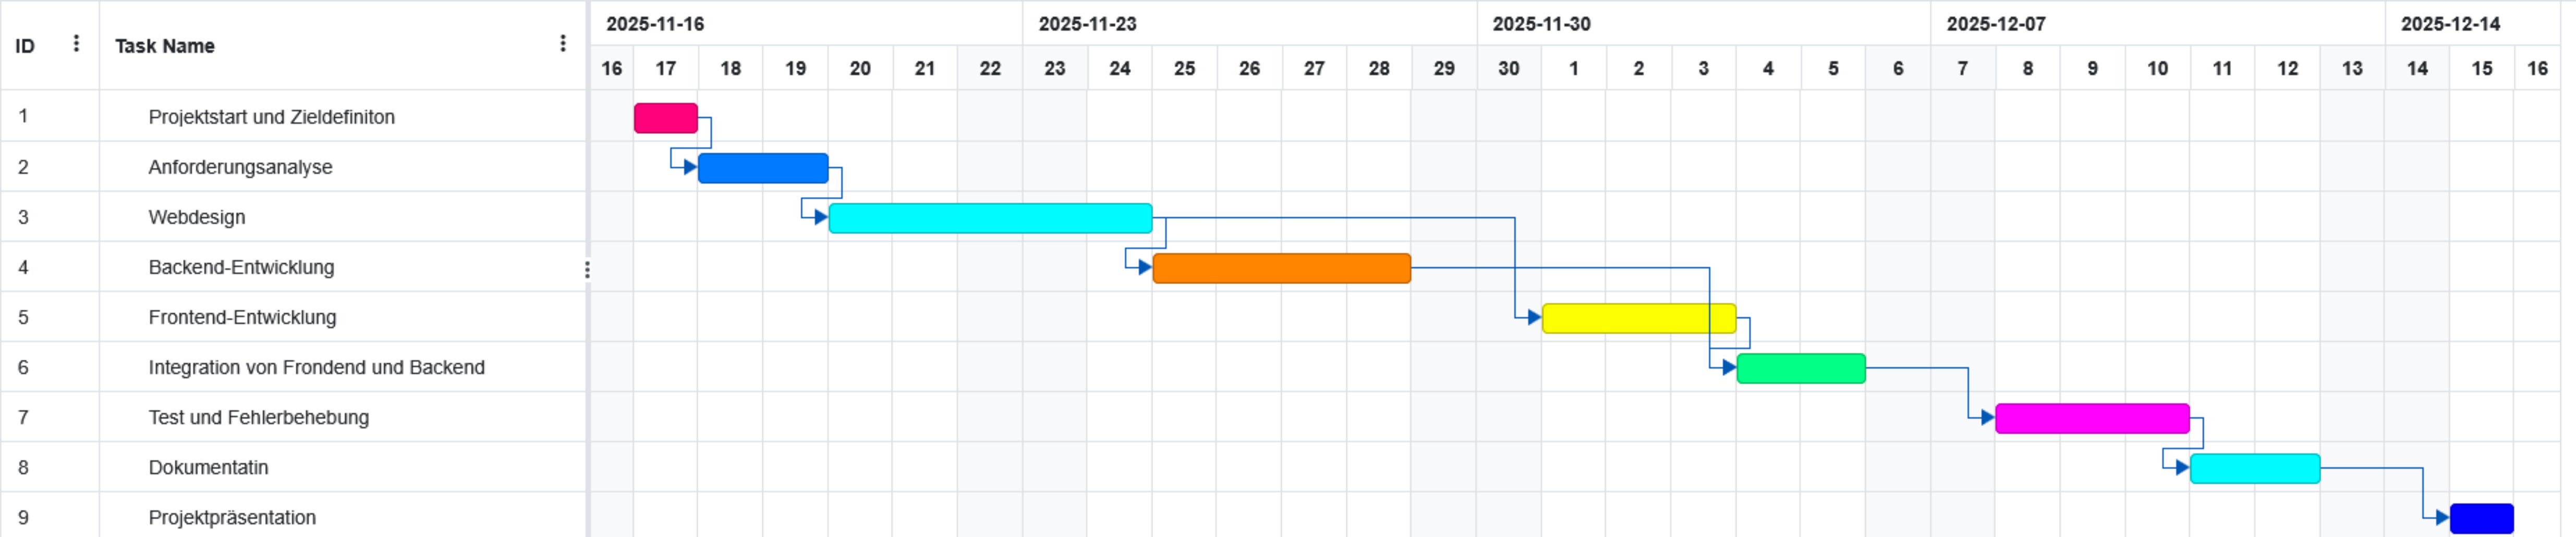 2025-11-16 2025-11-23 2025-11-30 2025-12-07 2025-12-14
ID Task Name
16 17 18 19 20 21 22 23 24 25 26 27 28 29 30 1 2 3 4 5 6 7 8 9 10 11 12 13 14 15 16
1 Projektstart und Zieldefiniton
2 Anforderungsanalyse
3 Webdesign
4 Backend-Entwicklung
5 Frontend-Entwicklung
6 Integration von Frondend und Backend
7 Test und Fehlerbehebung
8 Dokumentatin
9 Projektpräsentation